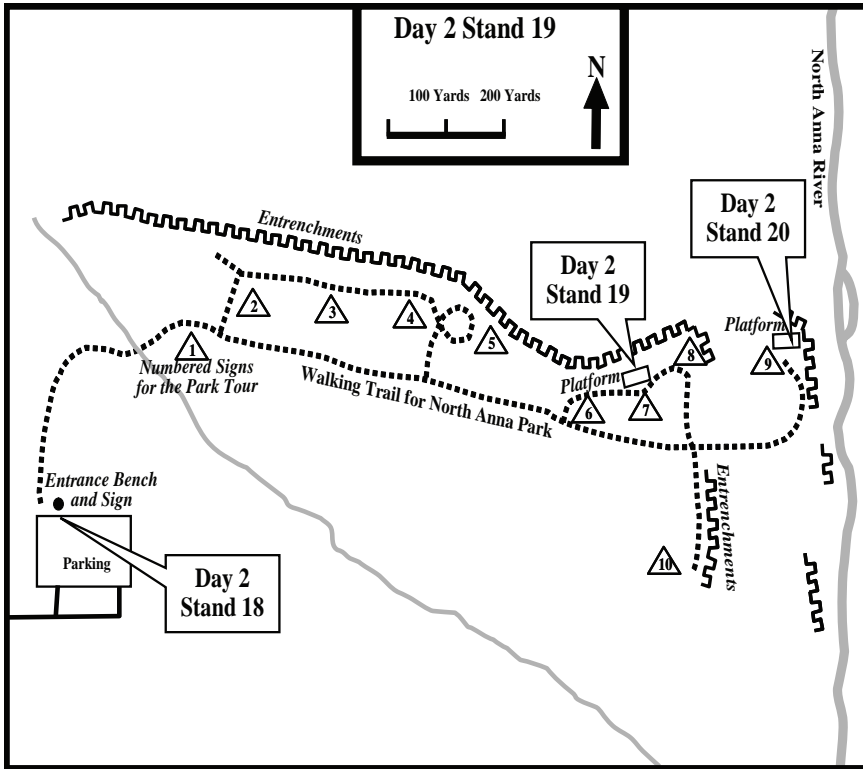 Day 2 Stand 19
100 Yards 200 Yards
N
North Anna River
Day 2
Stand 20
Entrenchments
Day 2
Stand 19
2
3
4
5
Platform
8
9
1
Numbered Signs
for the Park Tour
Walking Trail for North Anna Park
Platform
6
7
Entrance Bench
and Sign
Entrenchments
Parking
10
Day 2
Stand 18